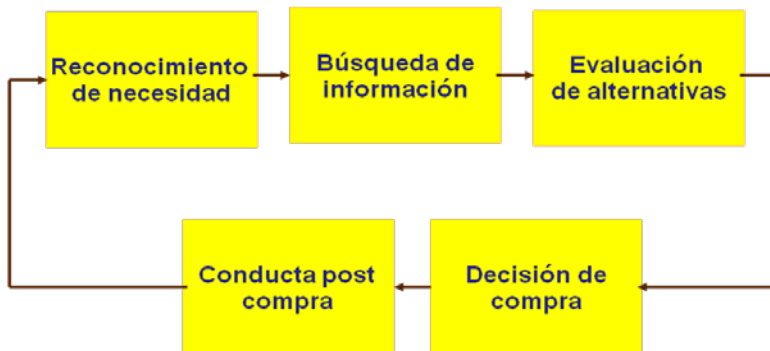 Reconocimiento
de necesidad
Búsqueda de
información
Evaluación
de alternativas
Decisión de
compra
Conducta post
compra